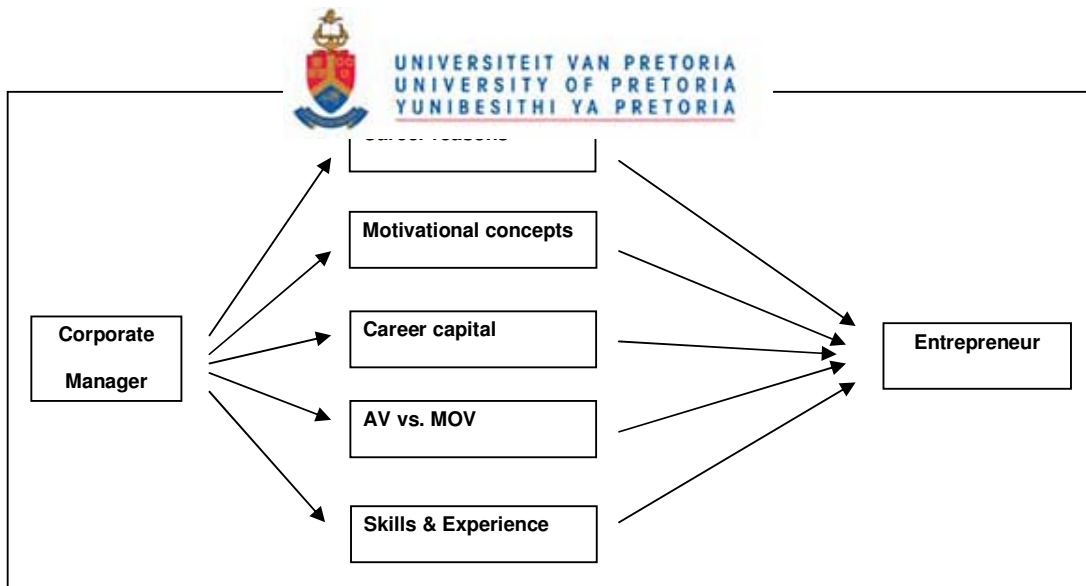 UNIVERSITEIT VAN PRETORIA
UNIVERSITY OF PRETORIA
YUNIBESITHI YA PRETORIA
Motivational concepts
Career capital
Corporate
Manager
Entrepreneur
AV vs. MOV
Skills & Experience